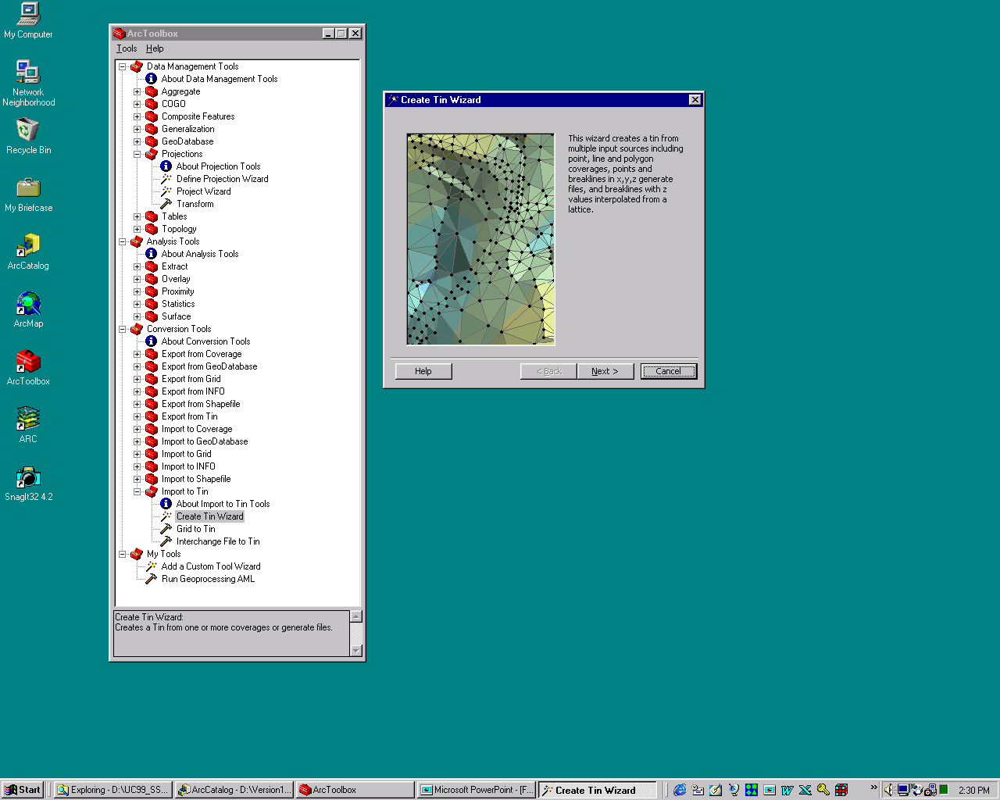 My Computer
Network
Neighborhood
Recycle Bin
My Briefcase
ArcCatalog
ArcMap
ArcToolbox
ARC
SnagIt32 4.2
ArcToolbox
Tools Help
Data Management Tools
About Data Management Tools
Aggregate
COGO
Composite Features
Generalization
GeoDatabase
Projections
About Projection Tools
Define Projection Wizard
Project Wizard
Transform
Tables
Topology
Analysis Tools
About Analysis Tools
Extract
Overlay
Proximity
Statistics
Surface
Conversion Tools
About Conversion Tools
Export from Coverage
Export from GeoDatabase
Export from Grid
Export from INFO
Export from Shapefile
Export from Tin
Import to Coverage
Import to GeoDatabase
Import to Grid
Import to INFO
Import to Shapefile
Import to Tin
About Import to Tin Tools
Create Tin Wizard
Grid to Tin
Interchange File to Tin
My Tools
Add a Custom Tool Wizard
Run Geoprocessing AML
Create Tin Wizard:
Creates a Tin from one or more coverages or generate files.
Create Tin Wizard
This wizard creates a tin from
multiple input sources including
point, line and polygon
coverages, points and
breaklines in x,y,z generate
files, and breaklines with z
values interpolated from a
lattice.
Help < Back Next > Cancel
Start Exploring - D:\UC99_SS... ArcCatalog - D:\Version1... ArcToolbox Microsoft PowerPoint - [F... Create Tin Wizard » 2:30 PM